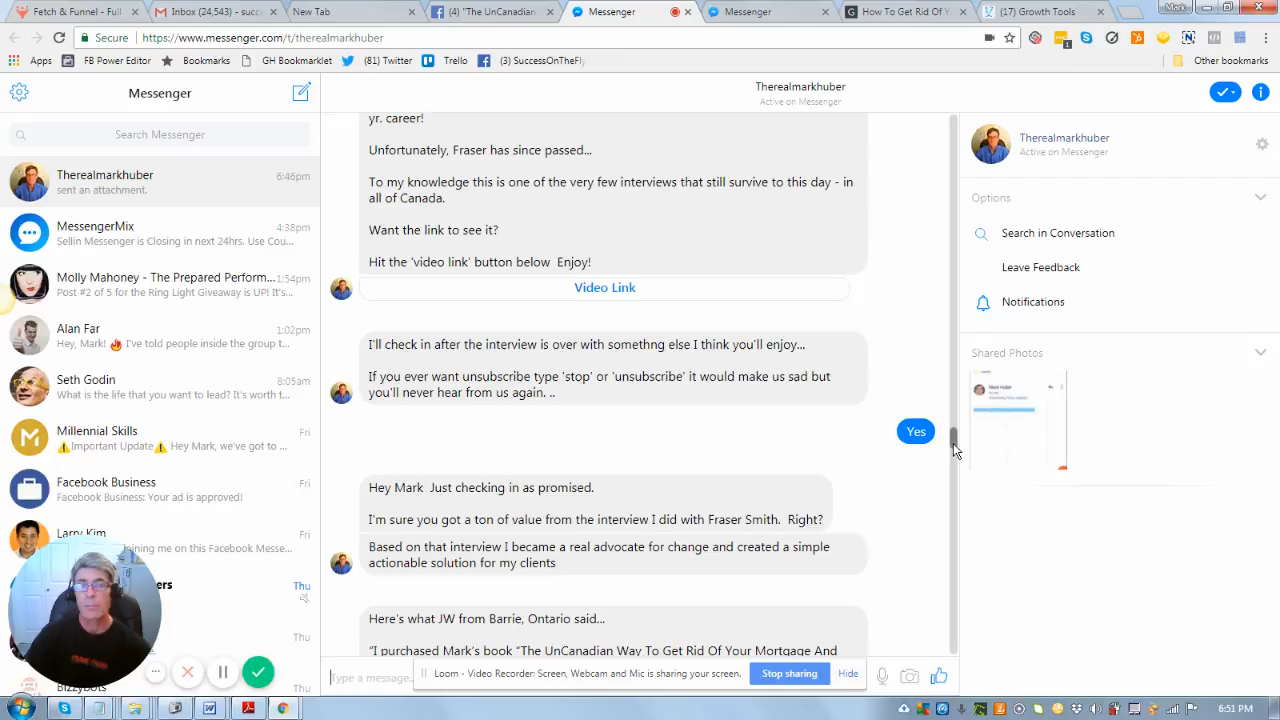 Fetch & Funnel - Full
Inbox (24,543) - succe
New Tab
(4) "The UnCanadian
Messenger
Messenger
How To Get Rid Of Y
(17) Growth Tools
Mark
Secure
https://www.messenger.com/t/therealmarkhuber
Apps
FB Power Editor
Bookmarks
GH Bookmarklet
(81) Twitter
Trello
(3) SuccessOnTheFly
Other bookmarks
Messenger
Therealmarkhuber
Active on Messenger
Search Messenger
Therealmarkhuber
6:46pm
sent an attachment.
MessengerMix
4:38pm
Sellin Messenger is Closing in next 24hrs. Use Cou...
Molly Mahoney - The Prepared Perform...
1:54pm
Post #2 of 5 for the Ring Light Giveaway is UP! It's t...
Alan Far
1:02pm
Hey, Mark! 🔥 I've told people inside the group t...
Seth Godin
8:05am
What is the life that you want to lead? It's worth t...
Millennial Skills
Fri
⚠Important Update⚠ Hey Mark, we've got to ...
Facebook Business
Fri
Facebook Business: Your ad is approved!
Larry Kim
Fri
ining me on this Facebook Messe...
ers
Thu
Thu
Bizzybots
Thu
yr. career!
Unfortunately, Fraser has since passed...
To my knowledge this is one of the very few interviews that still survive to this day - in
all of Canada.
Want the link to see it?
Hit the 'video link' button below  Enjoy!
Video Link
I'll check in after the interview is over with somethng else I think you'll enjoy...
If you ever want unsubscribe type 'stop' or 'unsubscribe' it would make us sad but
you'll never hear from us again. . .
Yes
Hey Mark  Just checking in as promised.
I'm sure you got a ton of value from the interview I did with Fraser Smith.  Right?
Based on that interview I became a real advocate for change and created a simple
actionable solution for my clients
Here's what JW from Barrie, Ontario said...
"I purchased Mark's book "The UnCanadian Way To Get Rid Of Your Mortgage And
Type a message...
Loom - Video Recorder: Screen, Webcam and Mic is sharing your screen.
Stop sharing
Hide
Therealmarkhuber
Active on Messenger
Options
Search in Conversation
Leave Feedback
Notifications
Shared Photos
Mark Huber
6:51 PM